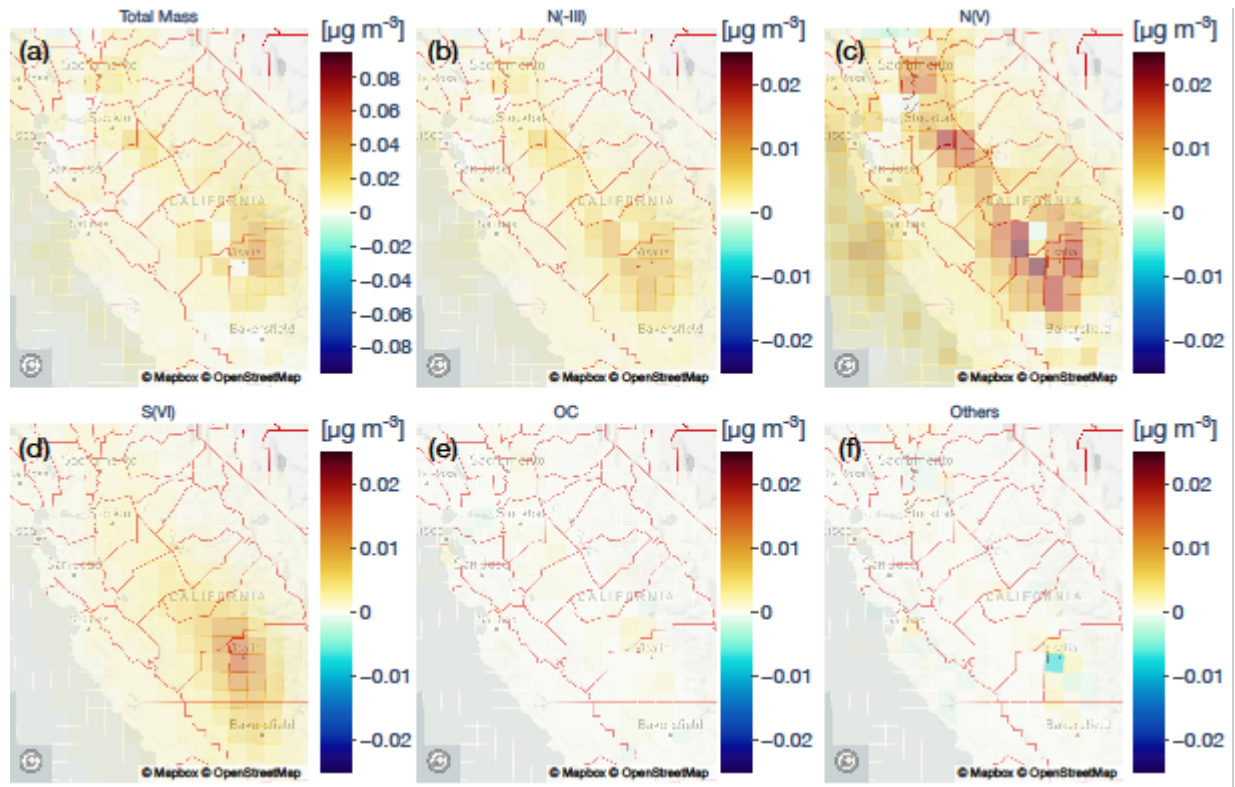 Total Mass
N(-III)
N(V)
(a)
[µg m⁻³]
0.08
0.06
0.04
0.02
0
−0.02
−0.04
−0.06
−0.08
Sacramento
Stockton
San Jose
Salinas
CALIFORNIA
Visalia
Bakersfield
© Mapbox © OpenStreetMap
(b)
[µg m⁻³]
0.02
0.01
0
−0.01
−0.02
Sacramento
Stockton
San Jose
Salinas
CALIFORNIA
Visalia
Bakersfield
© Mapbox © OpenStreetMap
(c)
[µg m⁻³]
0.02
0.01
0
−0.01
−0.02
Sacramento
Stockton
San Jose
CALIFORNIA
Bakersfield
© Mapbox © OpenStreetMap
S(VI)
OC
Others
(d)
[µg m⁻³]
0.02
0.01
0
−0.01
−0.02
Sacramento
Stockton
San Jose
Salinas
CALIFORNIA
Visalia
Bakersfield
© Mapbox © OpenStreetMap
(e)
[µg m⁻³]
0.02
0.01
0
−0.01
−0.02
Sacramento
Stockton
San Jose
Salinas
CALIFORNIA
Visalia
Bakersfield
© Mapbox © OpenStreetMap
(f)
[µg m⁻³]
0.02
0.01
0
−0.01
−0.02
Sacramento
Stockton
San Jose
Salinas
CALIFORNIA
Bakersfield
© Mapbox © OpenStreetMap